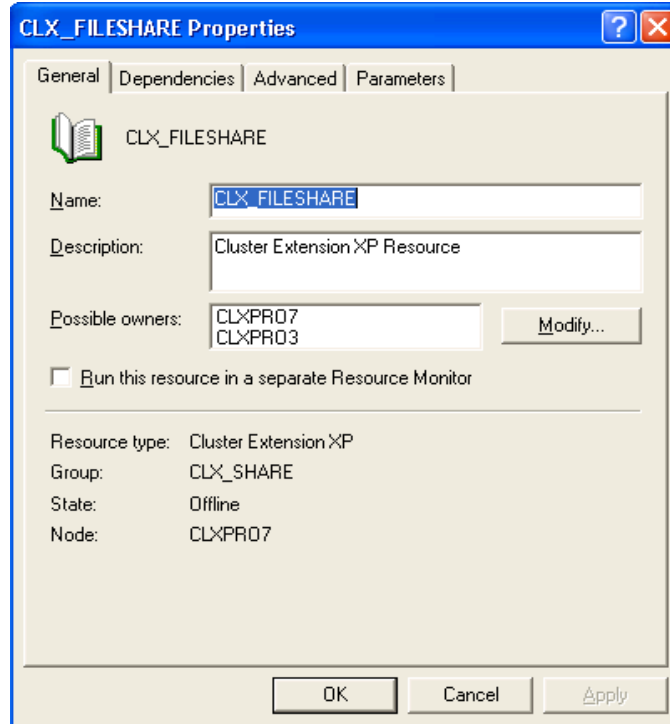 CLX_FILESHARE Properties
General Dependencies Advanced Parameters
CLX_FILESHARE
Name: CLX_FILESHARE
Description: Cluster Extension XP Resource
Possible owners: CLXPRO7
CLXPRO3
Modify...
Run this resource in a separate Resource Monitor
Resource type: Cluster Extension XP
Group: CLX_SHARE
State: Offline
Node: CLXPRO7
OK Cancel Apply